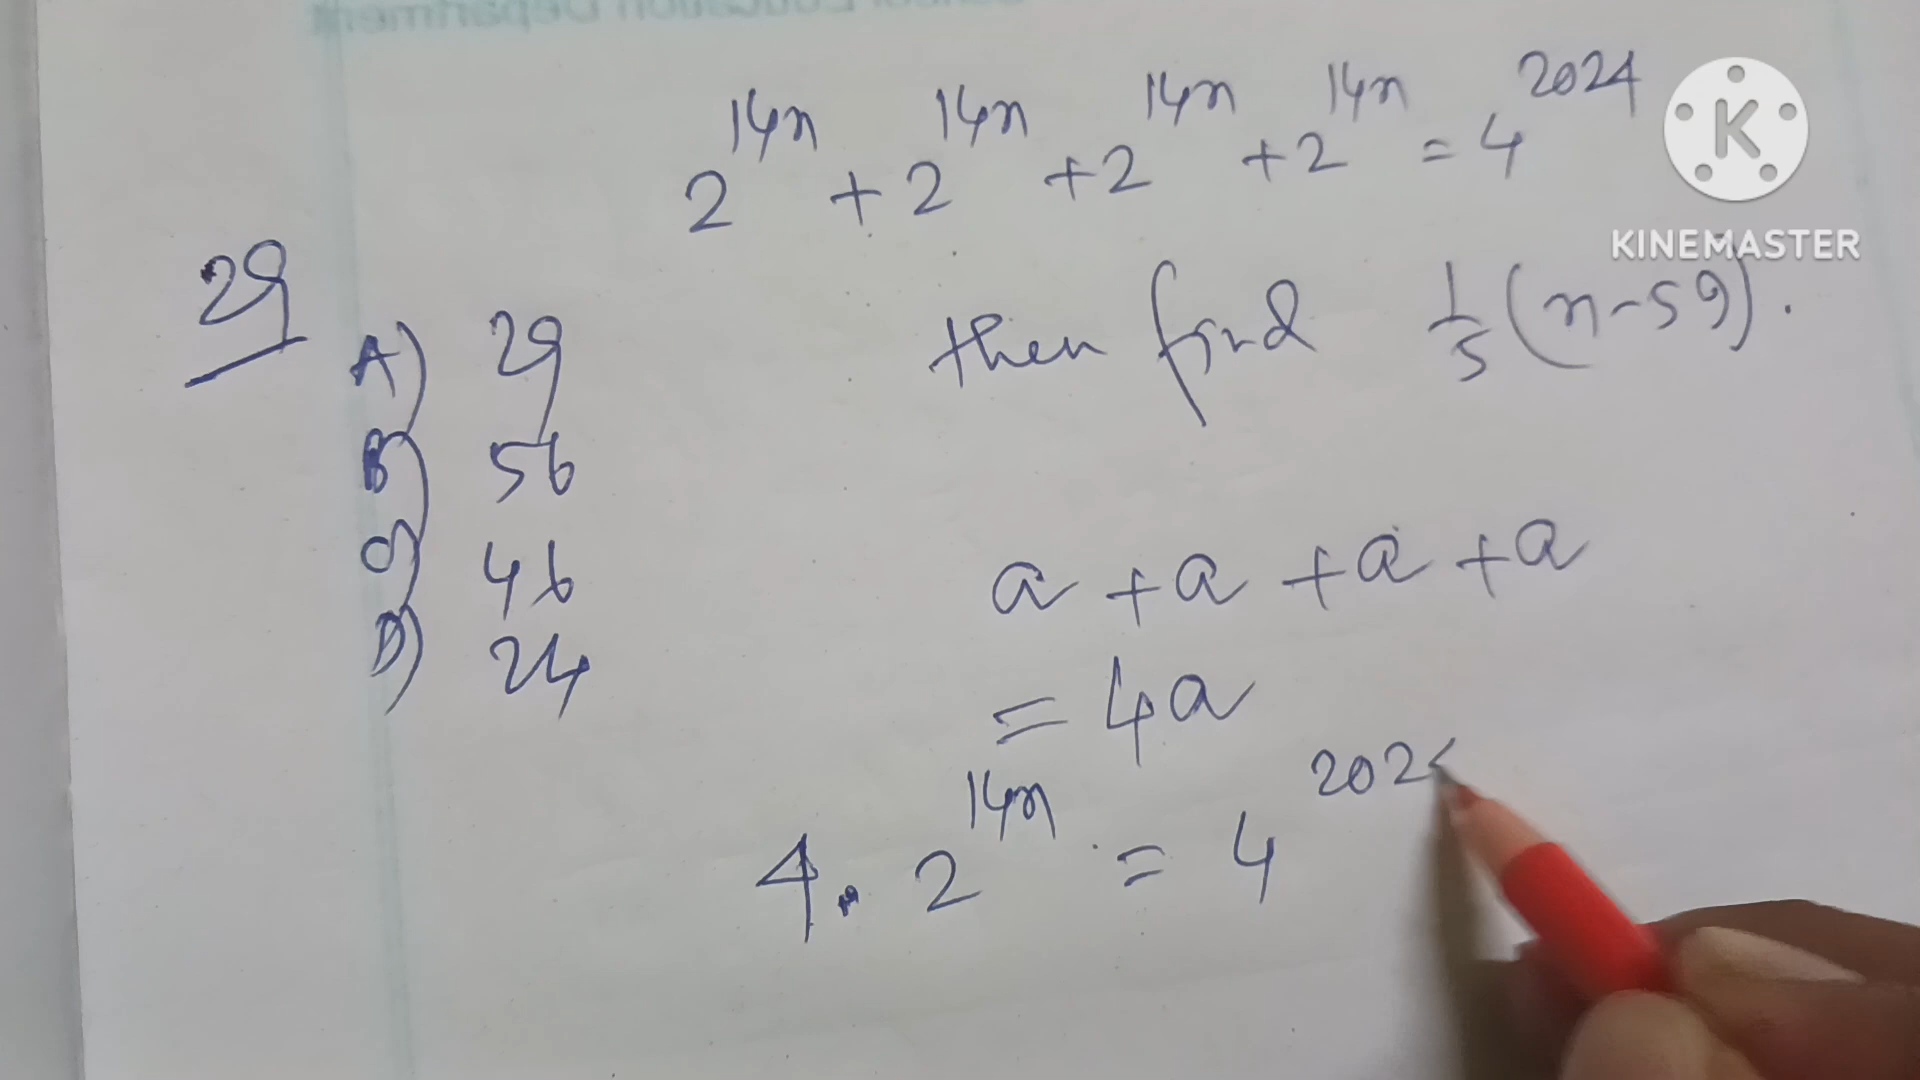 2^14n + 2^14n + 2^14n + 2^14n = 4^2024
KINEMASTER
then find 1/5 (n-59).
29
A) 29
B) 56
C) 46
D) 24
a + a + a + a
= 4a
4. 2^14n = 4^202